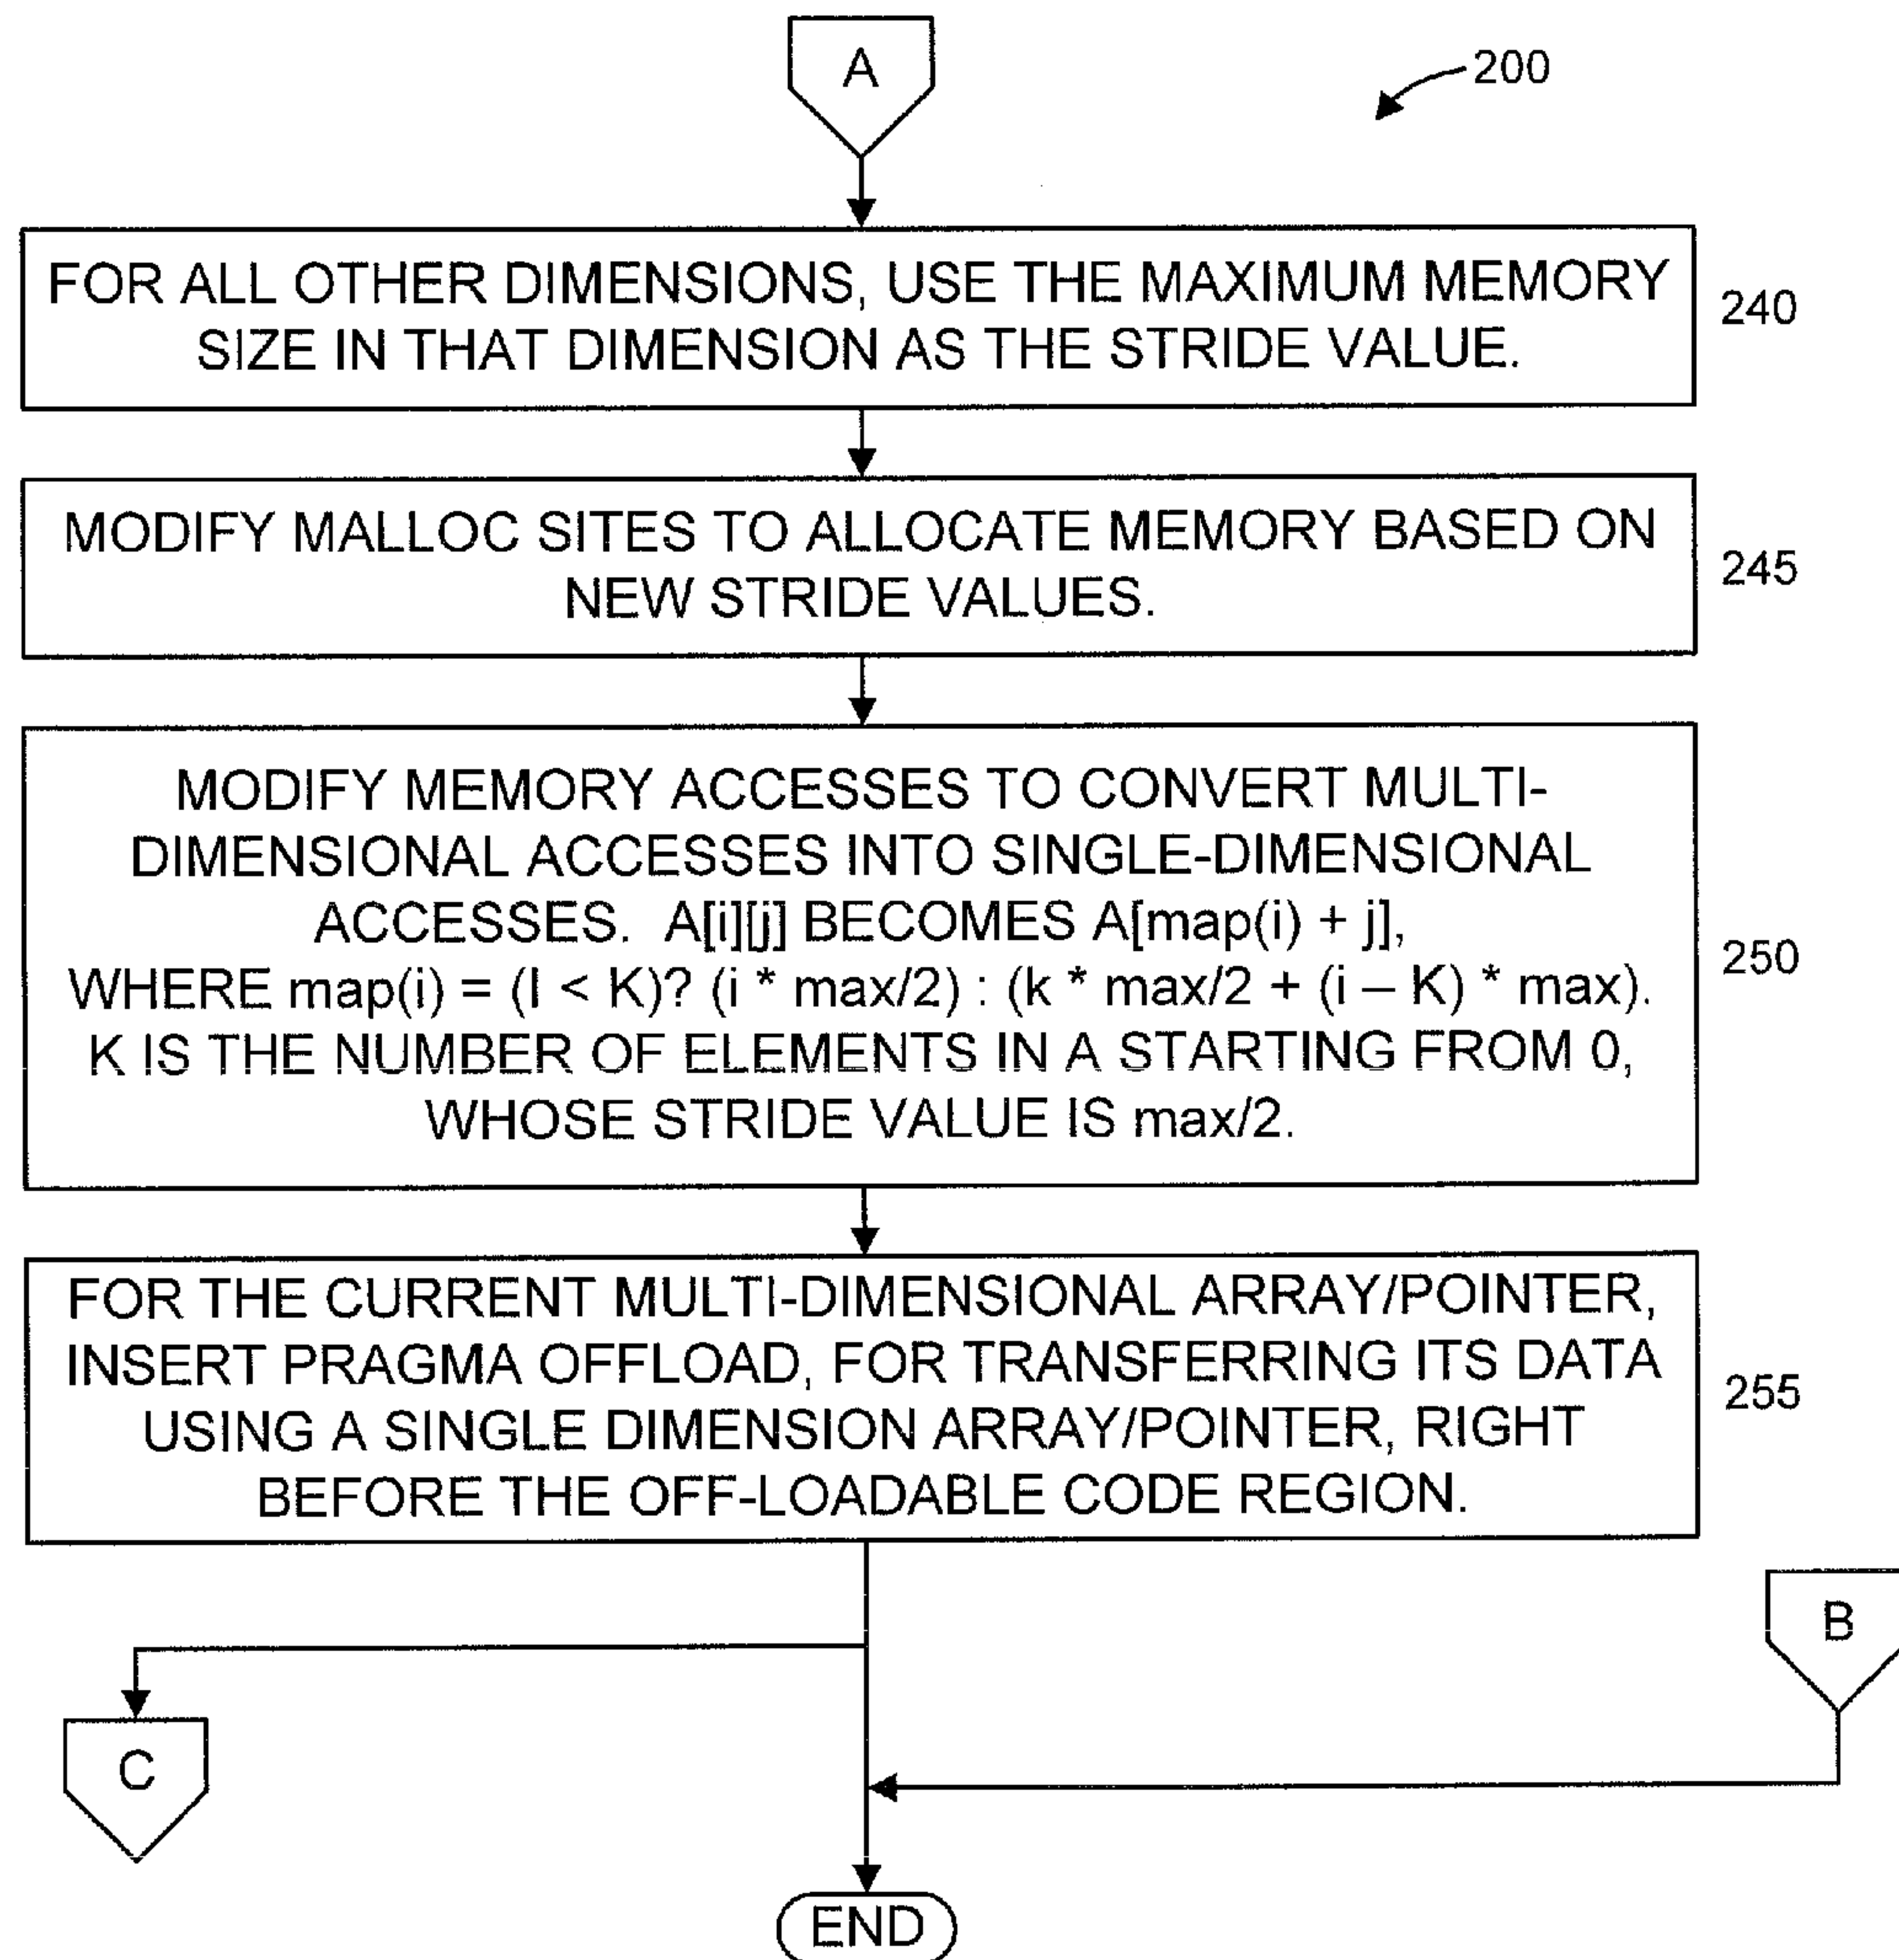 A
200
FOR ALL OTHER DIMENSIONS, USE THE MAXIMUM MEMORY
SIZE IN THAT DIMENSION AS THE STRIDE VALUE.
240
MODIFY MALLOC SITES TO ALLOCATE MEMORY BASED ON
NEW STRIDE VALUES.
245
MODIFY MEMORY ACCESSES TO CONVERT MULTI-
DIMENSIONAL ACCESSES INTO SINGLE-DIMENSIONAL
ACCESSES. A[i][j] BECOMES A[map(i) + j],
WHERE map(i) = (I < K)? (i * max/2) : (k * max/2 + (i – K) * max).
K IS THE NUMBER OF ELEMENTS IN A STARTING FROM 0,
WHOSE STRIDE VALUE IS max/2.
250
FOR THE CURRENT MULTI-DIMENSIONAL ARRAY/POINTER,
INSERT PRAGMA OFFLOAD, FOR TRANSFERRING ITS DATA
USING A SINGLE DIMENSION ARRAY/POINTER, RIGHT
BEFORE THE OFF-LOADABLE CODE REGION.
255
B
C
END